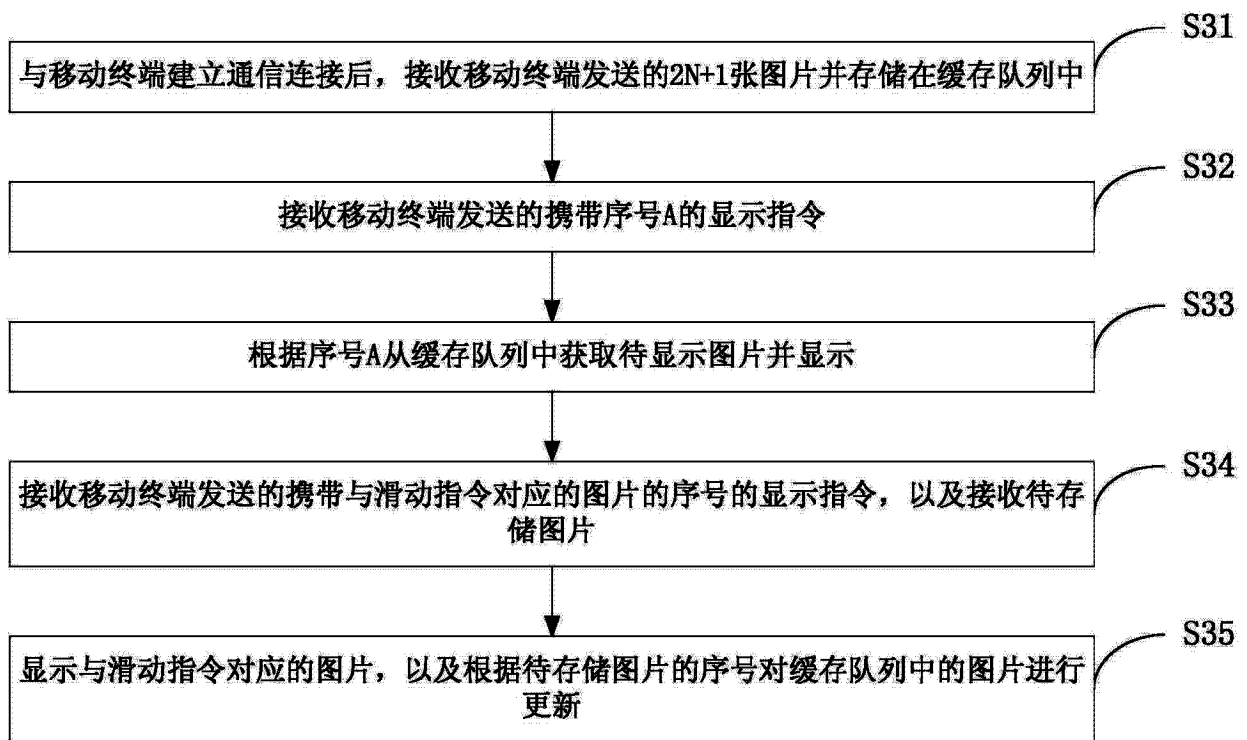 S31
与移动终端建立通信连接后，接收移动终端发送的2N+1张图片并存储在缓存队列中
S32
接收移动终端发送的携带序号A的显示指令
S33
根据序号A从缓存队列中获取待显示图片并显示
S34
接收移动终端发送的携带与滑动指令对应的图片的序号的显示指令，以及接收待存
储图片
S35
显示与滑动指令对应的图片，以及根据待存储图片的序号对缓存队列中的图片进行
更新